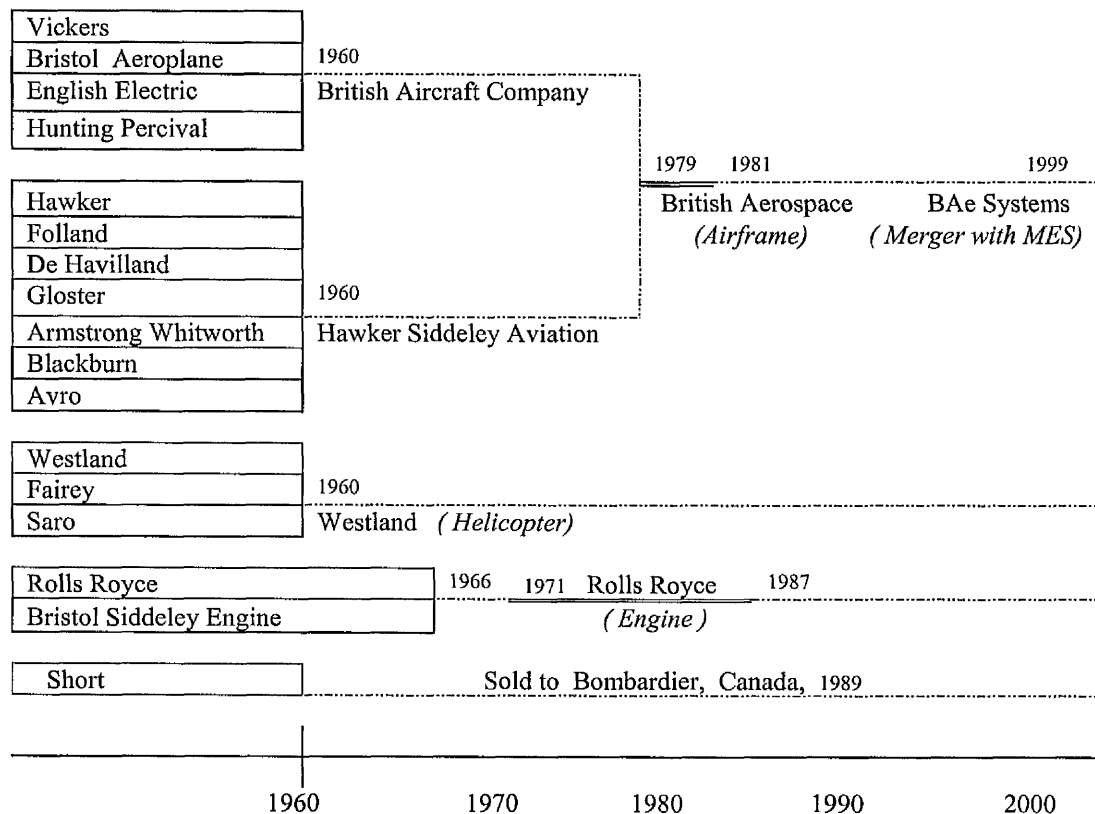 Vickers
Bristol Aeroplane
1960
English Electric
British Aircraft Company
Hunting Percival
1979 1981 1999
British Aerospace BAe Systems
(Airframe) ( Merger with MES)
Hawker
Folland
De Havilland
Gloster
1960
Armstrong Whitworth
Hawker Siddeley Aviation
Blackburn
Avro
Westland
Fairey
1960
Saro
Westland ( Helicopter)
Rolls Royce
1966 1971 Rolls Royce 1987
Bristol Siddeley Engine
( Engine )
Short
Sold to Bombardier, Canada, 1989
1960 1970 1980 1990 2000